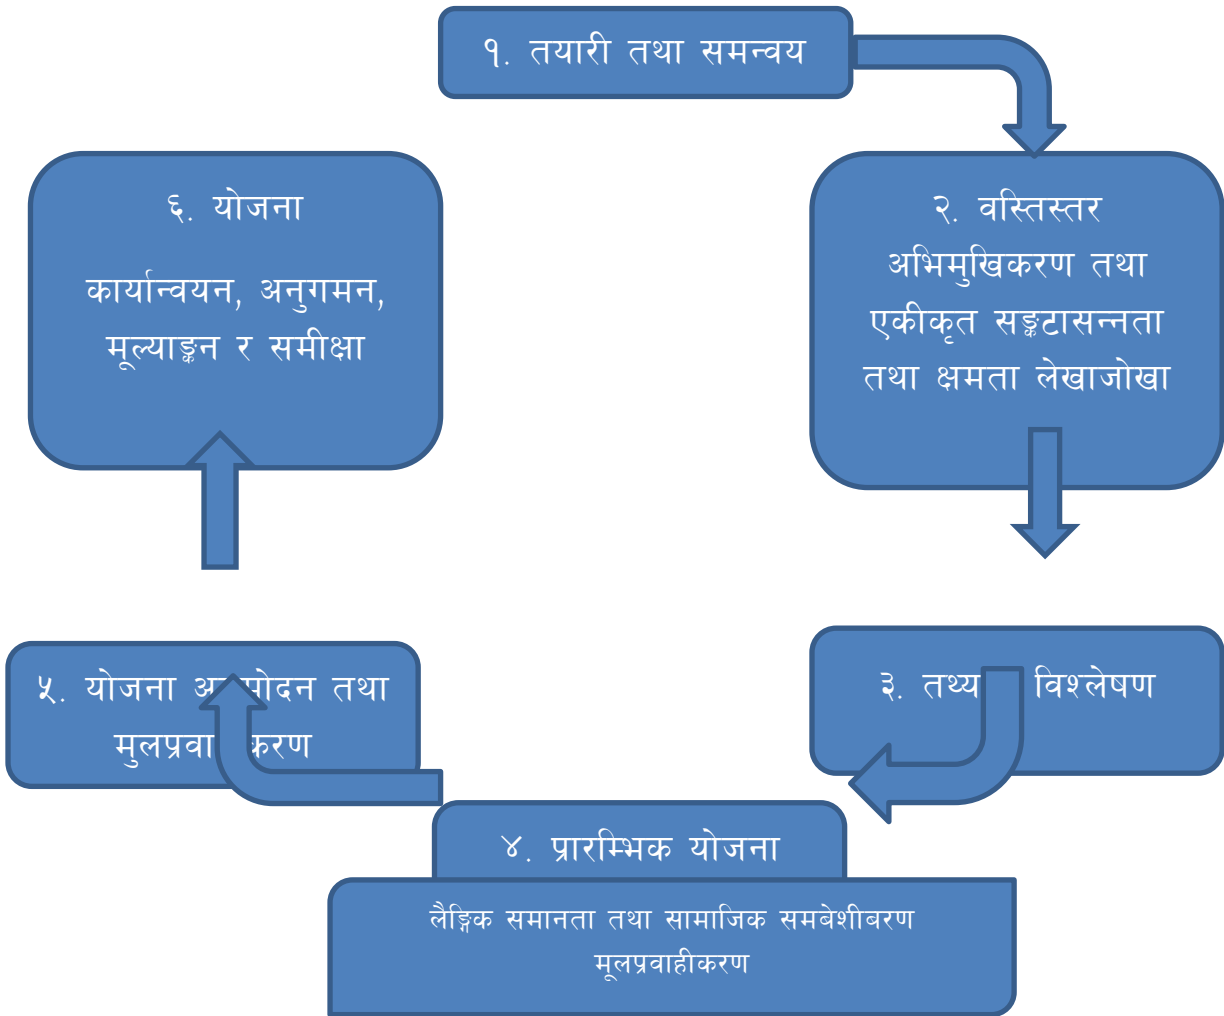 १. तयारी तथा समन्वय
२. वस्तिस्तर
अभिमुखिकरण तथा
एकीकृत सङ्कटासन्नता
तथा क्षमता लेखाजोखा
३. तथ्य विश्लेषण
४. प्रारम्भिक योजना
लैङ्गिक समानता तथा सामाजिक समबेशीबरण
मूलप्रवाहीकरण
५. योजना तथा
६. योजना
कार्यान्वयन, अनुगमन,
मूल्याङ्कन र समीक्षा